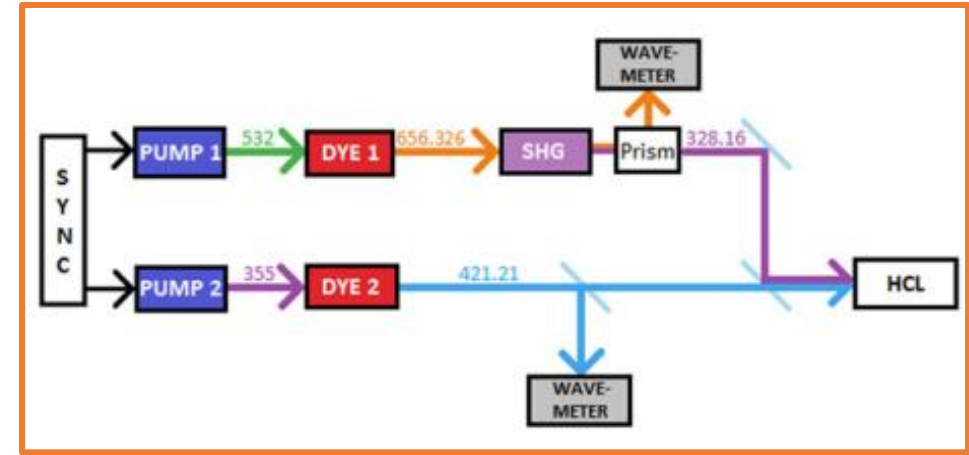 WAVE-
METER
532
656.326
328.16
PUMP 1
DYE 1
SHG
Prism
S
Y
N
C
355
421.21
PUMP 2
DYE 2
HCL
WAVE-
METER